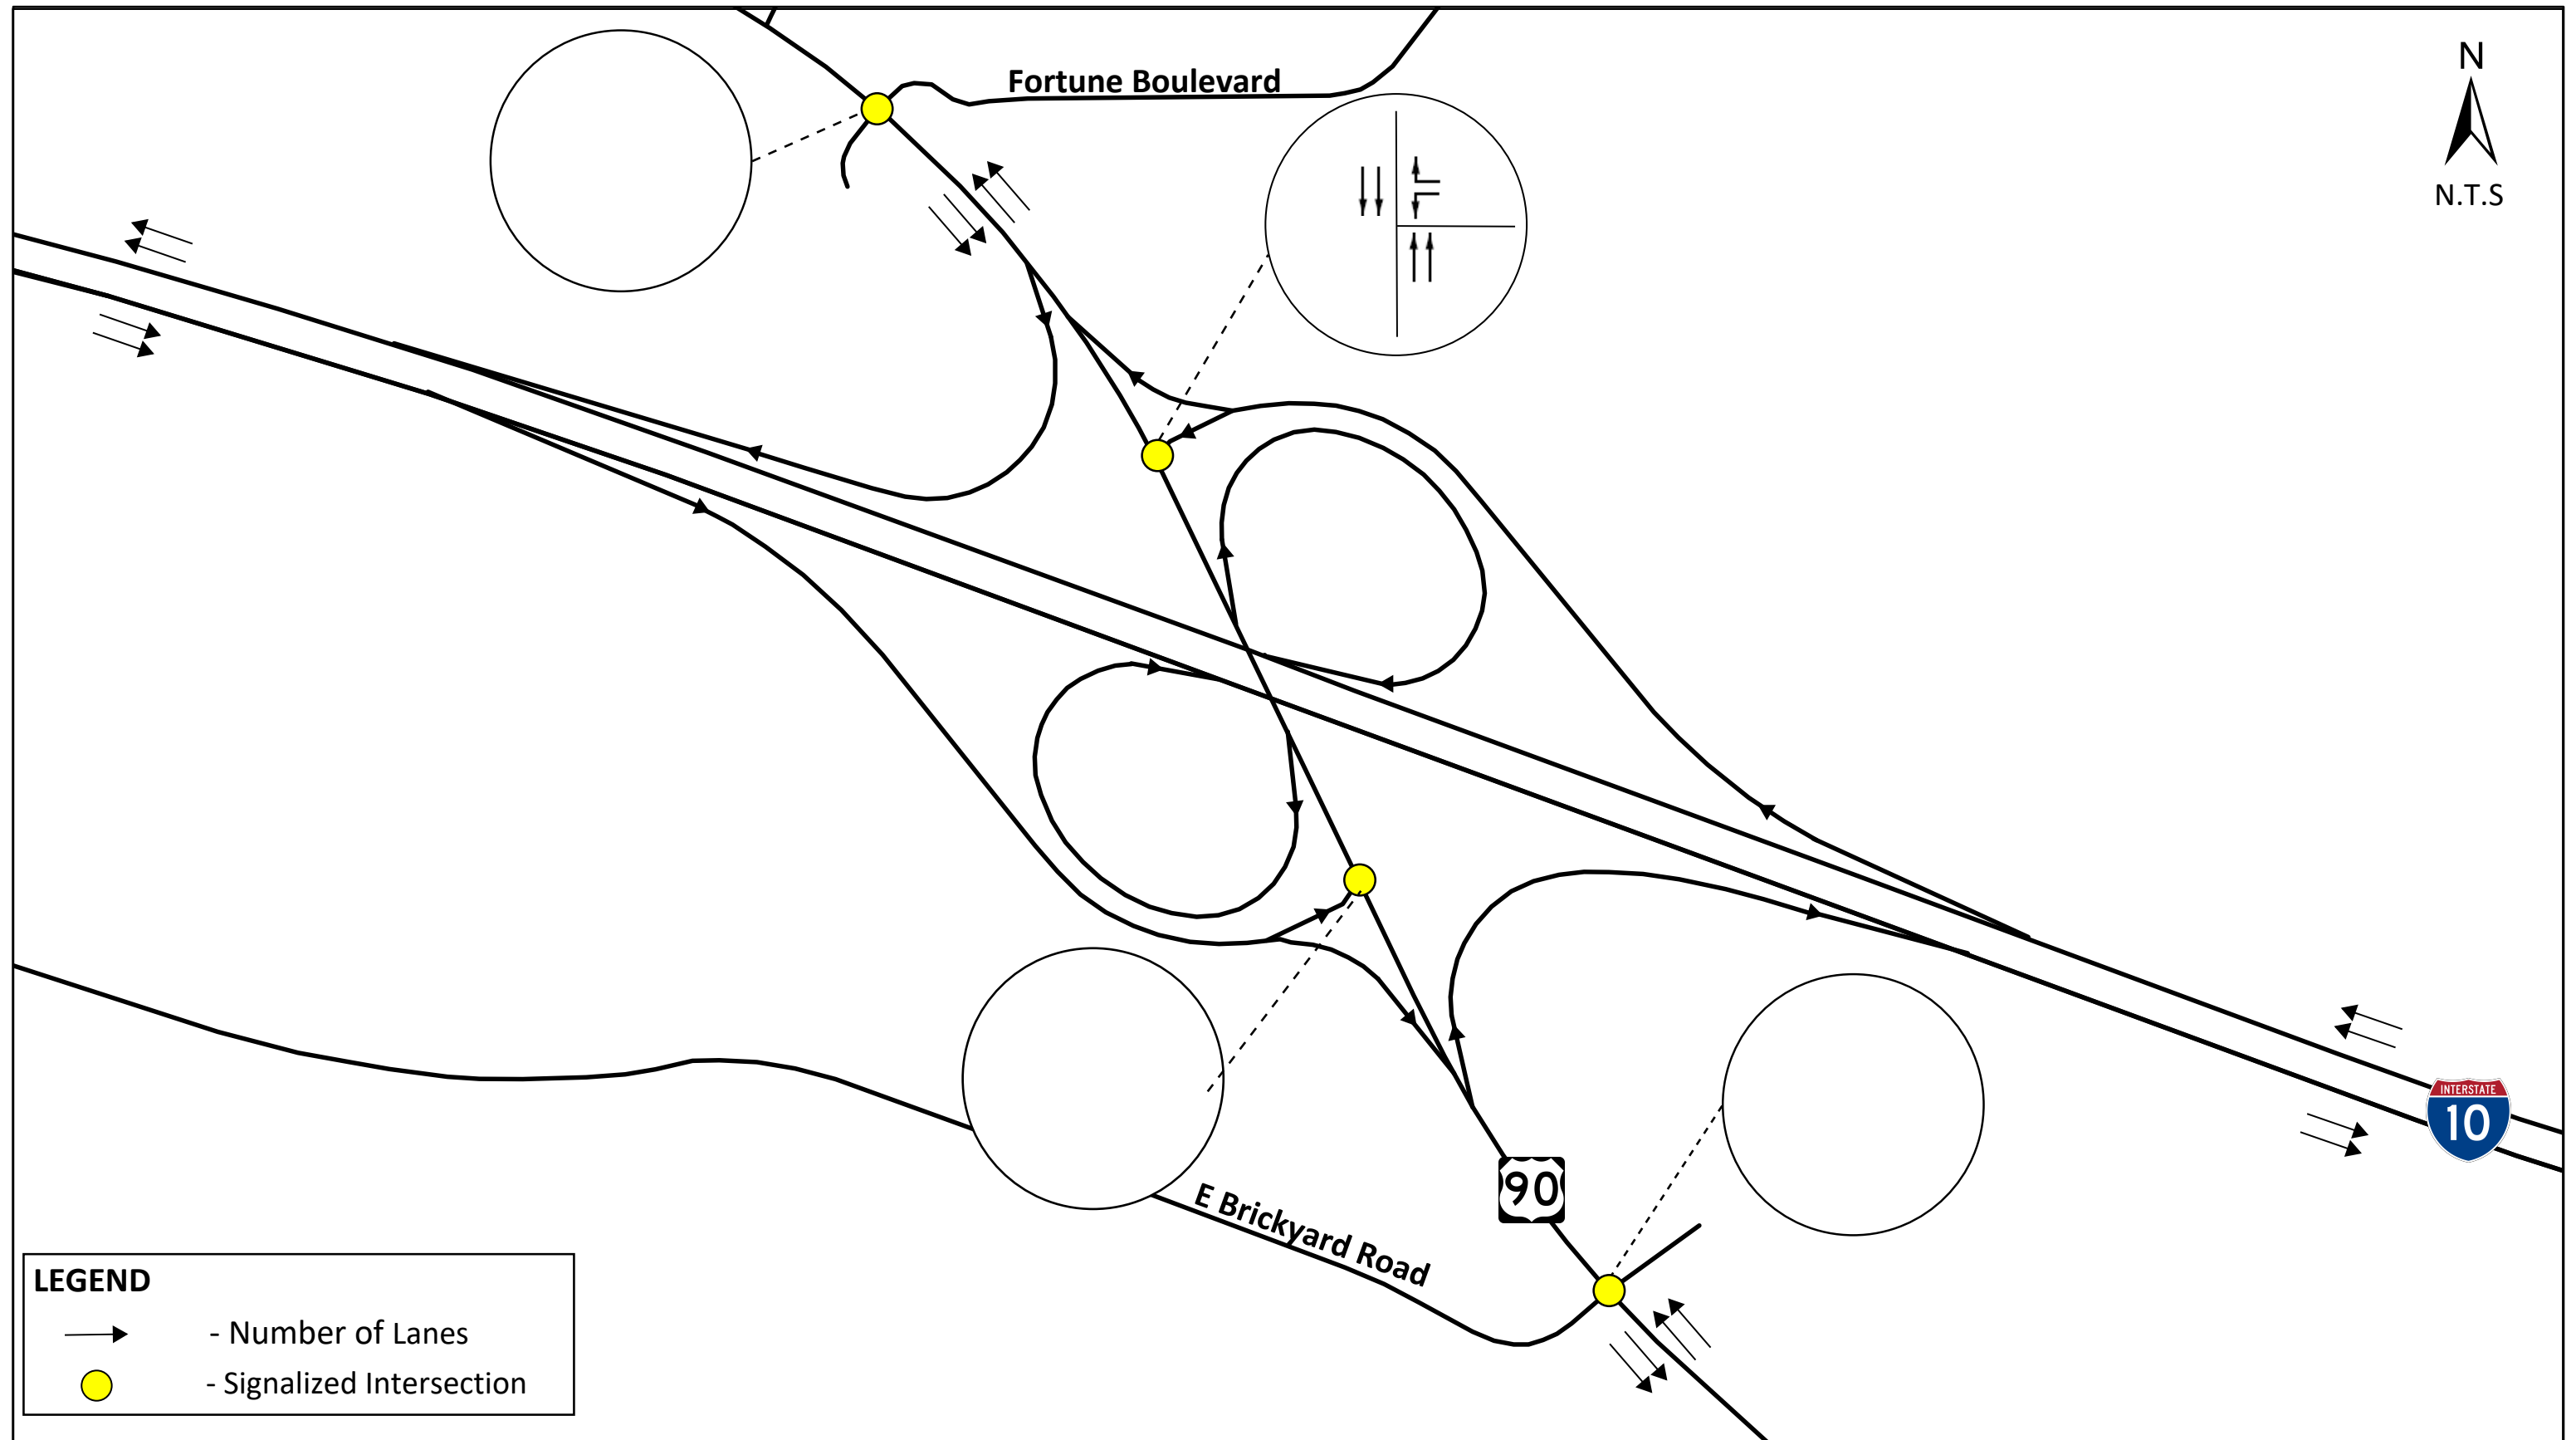 Fortune Boulevard
N
N.T.S
INTERSTATE
10
90
E Brickyard Road
LEGEND
- Number of Lanes
- Signalized Intersection